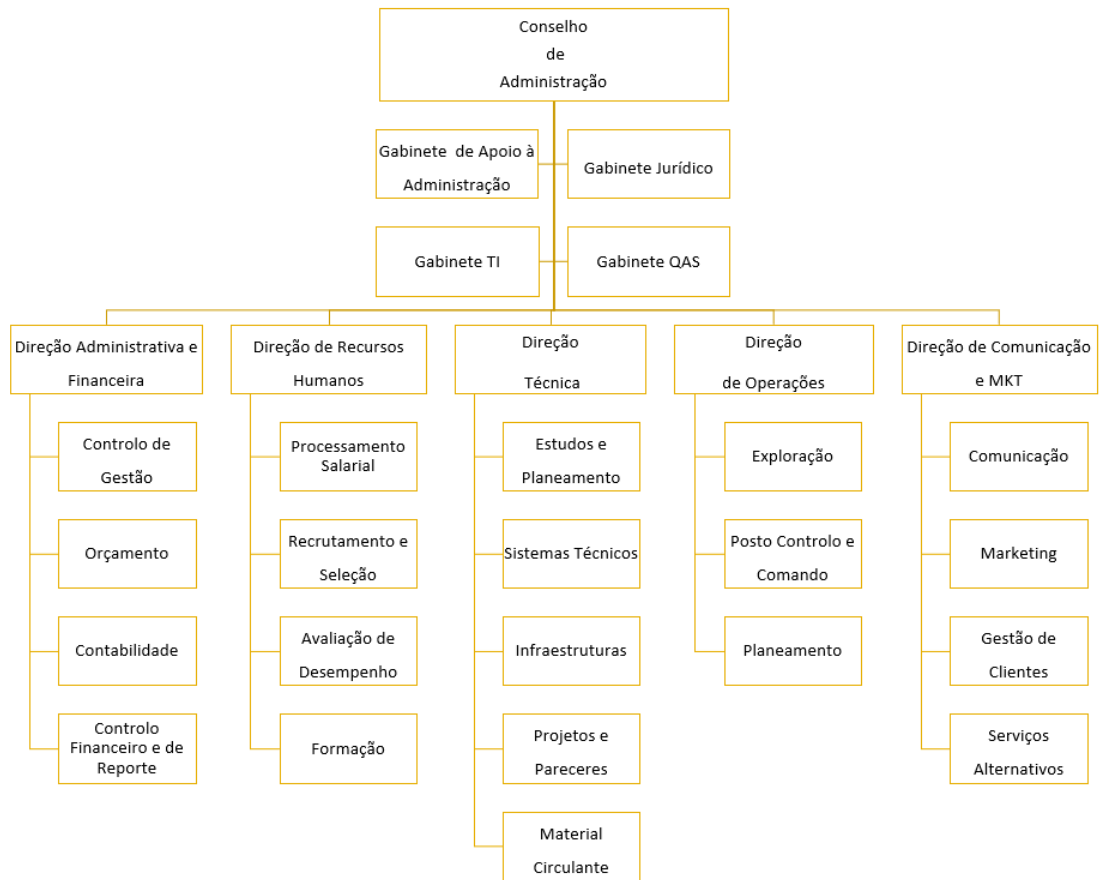 Conselho
de
Administração
Gabinete de Apoio à
Administração
Gabinete Jurídico
Gabinete TI
Gabinete QAS
Direção Administrativa e
Financeira
Controlo de
Gestão
Orçamento
Contabilidade
Controlo
Financeiro e de
Reporte
Direção de Recursos
Humanos
Processamento
Salarial
Recrutamento e
Seleção
Avaliação de
Desempenho
Formação
Direção
Técnica
Estudos e
Planeamento
Sistemas Técnicos
Infraestruturas
Projetos e
Pareceres
Material
Circulante
Direção
de Operações
Exploração
Posto Controlo e
Comando
Planeamento
Direção de Comunicação
e MKT
Comunicação
Marketing
Gestão de
Clientes
Serviços
Alternativos